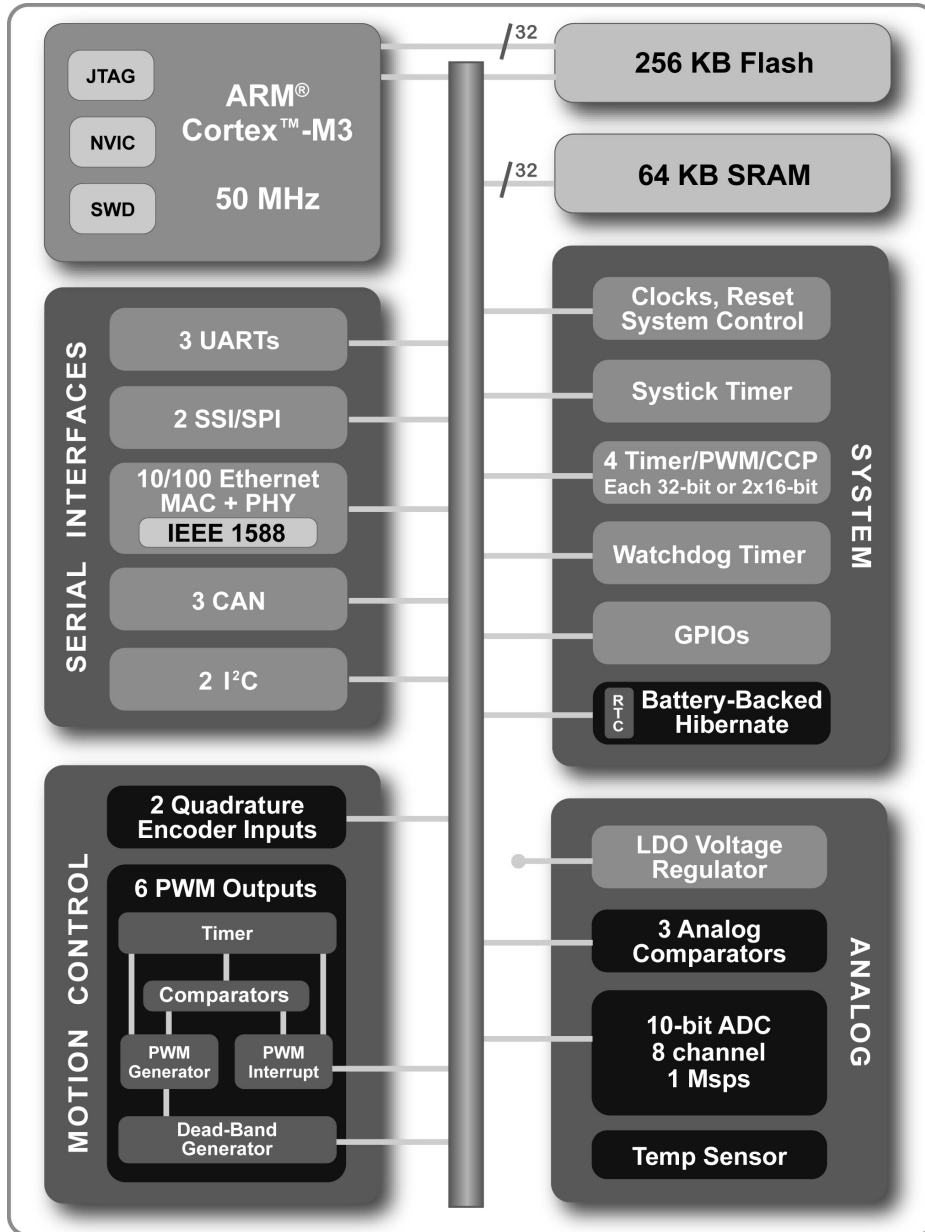 JTAG
NVIC
SWD
ARM®
Cortex™-M3
50 MHz
32
256 KB Flash
32
64 KB SRAM
SERIAL INTERFACES
3 UARTs
2 SSI/SPI
10/100 Ethernet
MAC + PHY
IEEE 1588
3 CAN
2 I²C
SYSTEM
Clocks, Reset
System Control
Systick Timer
4 Timer/PWM/CCP
Each 32-bit or 2x16-bit
Watchdog Timer
GPIOs
RTC
Battery-Backed
Hibernate
MOTION CONTROL
2 Quadrature
Encoder Inputs
6 PWM Outputs
Timer
Comparators
PWM
Generator
PWM
Interrupt
Dead-Band
Generator
ANALOG
LDO Voltage
Regulator
3 Analog
Comparators
10-bit ADC
8 channel
1 Msps
Temp Sensor